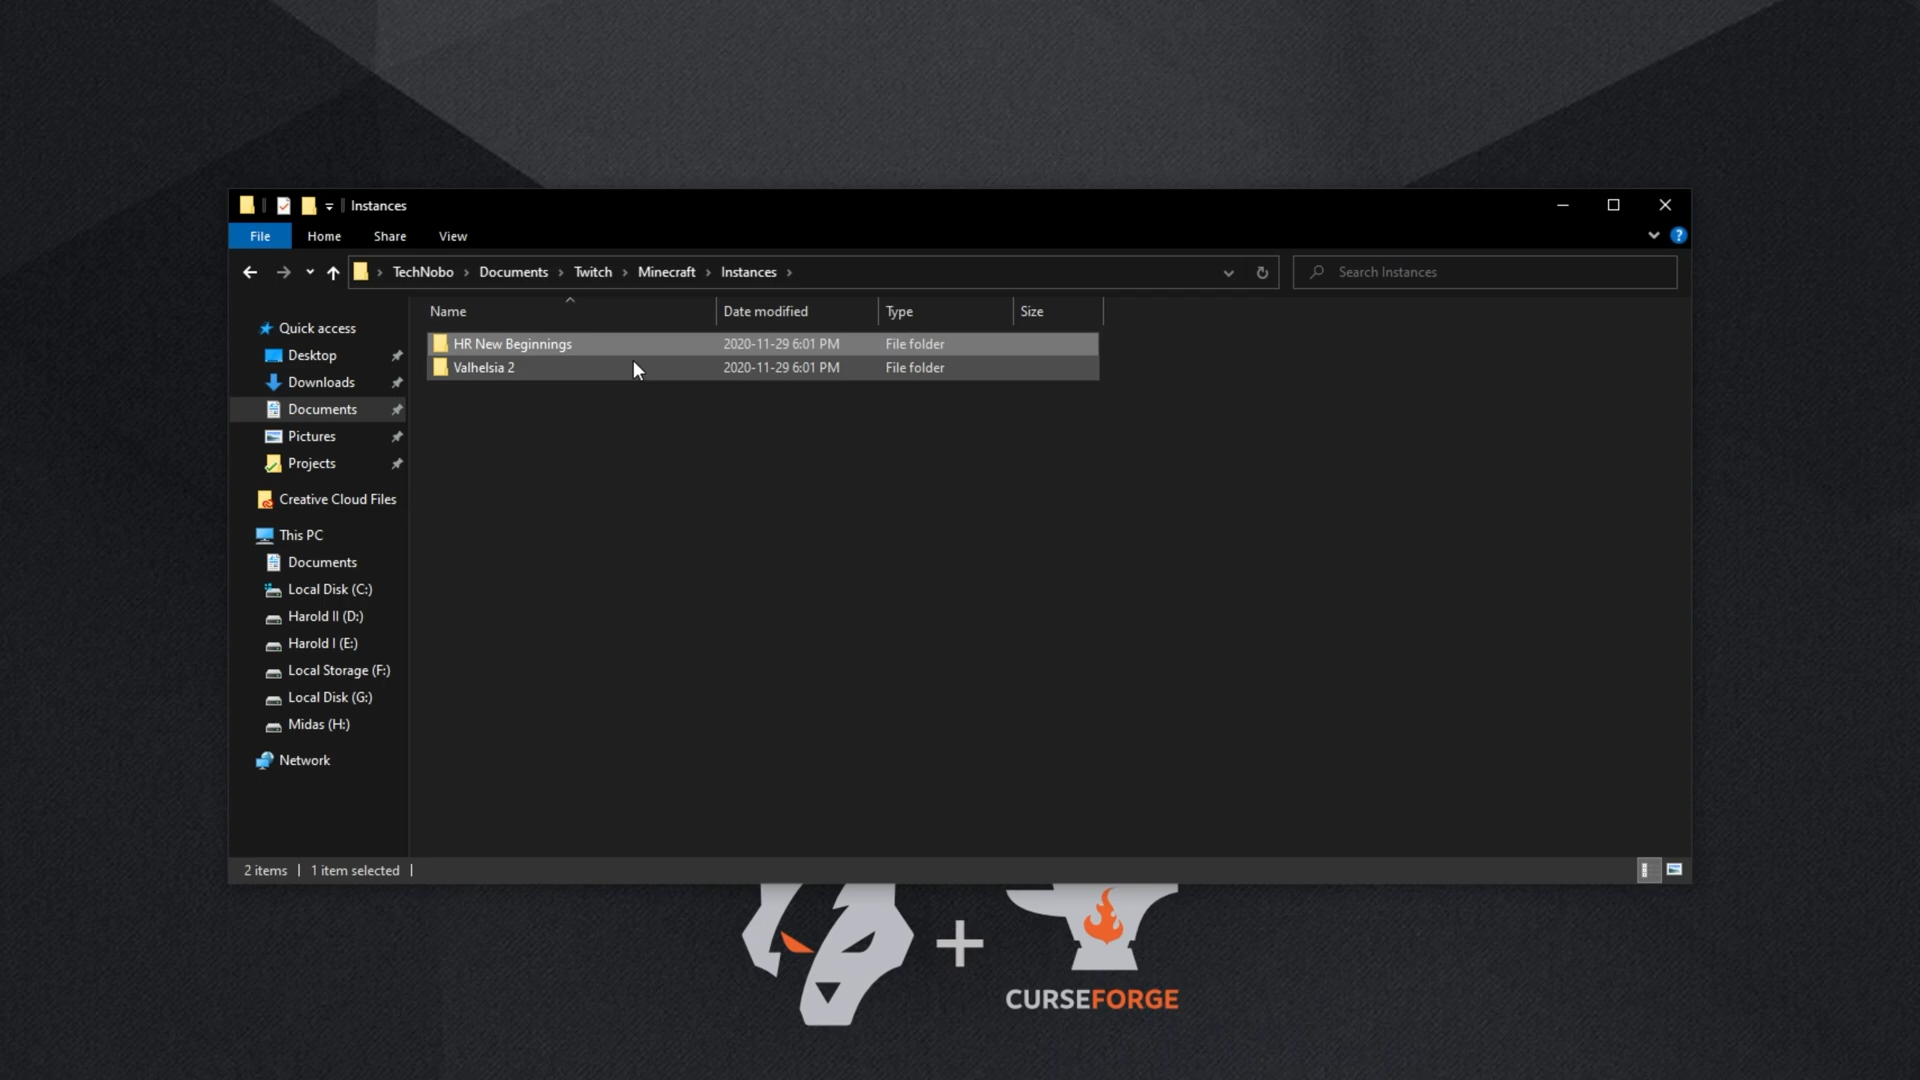 Instances
File Home Share View
TechNobo Documents Twitch Minecraft Instances Search Instances
Name Date modified Type Size
HR New Beginnings 2020-11-29 6:01 PM File folder
Valhelsia 2 2020-11-29 6:01 PM File folder
Quick access
Desktop
Downloads
Documents
Pictures
Projects
Creative Cloud Files
This PC
Documents
Local Disk (C:)
Harold II (D:)
Harold I (E:)
Local Storage (F:)
Local Disk (G:)
Midas (H:)
Network
2 items 1 item selected
+
CURSEFORGE